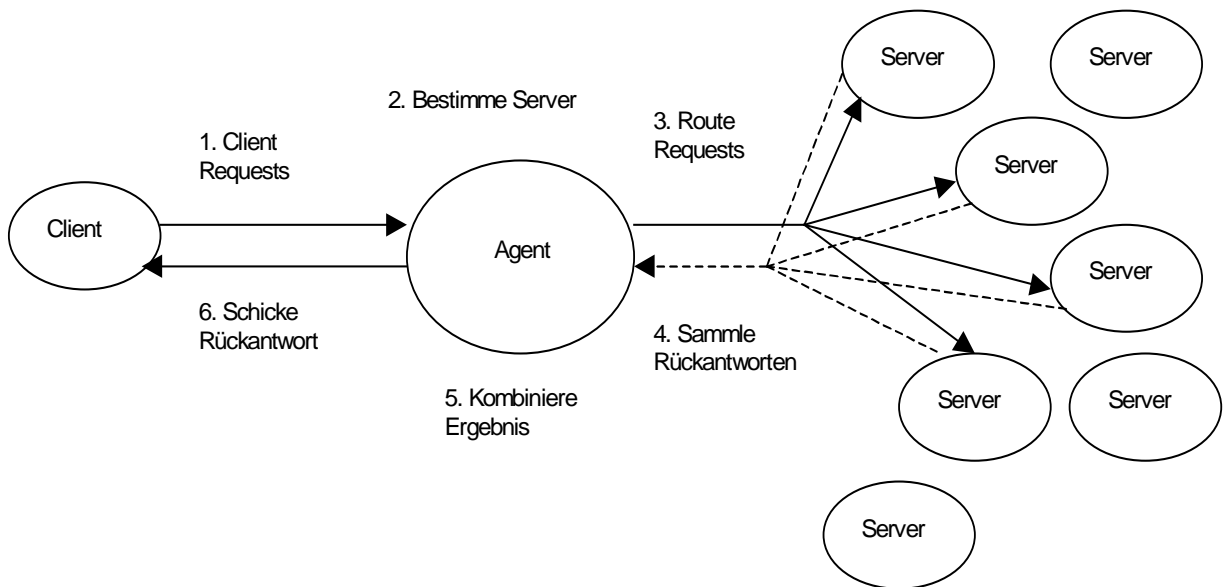 Server
Server
2. Bestimme Server
3. Route
Requests
1. Client
Requests
Server
Client
Agent
Server
6. Schicke
Rückantwort
4. Sammle
Rückantworten
5. Kombiniere
Ergebnis
Server
Server
Server